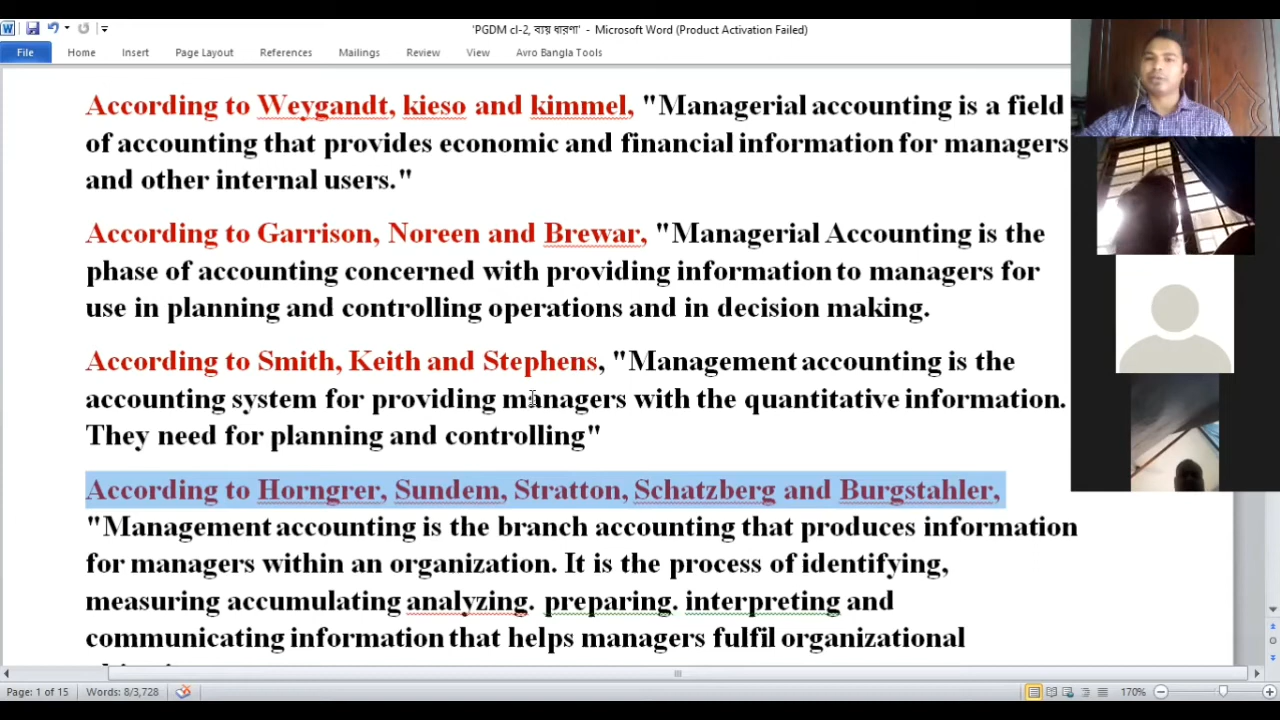 'PGDM cl-2, ব্যয় ধারণা' - Microsoft Word (Product Activation Failed)
File Home Insert Page Layout References Mailings Review View Avro Bangla Tools
According to Weygandt, kieso and kimmel, "Managerial accounting is a field
of accounting that provides economic and financial information for managers
and other internal users."
According to Garrison, Noreen and Brewar, "Managerial Accounting is the
phase of accounting concerned with providing information to managers for
use in planning and controlling operations and in decision making.
According to Smith, Keith and Stephens, "Management accounting is the
accounting system for providing managers with the quantitative information.
They need for planning and controlling"
According to Horngrer, Sundem, Stratton, Schatzberg and Burgstahler,
"Management accounting is the branch accounting that produces information
for managers within an organization. It is the process of identifying,
measuring accumulating analyzing. preparing. interpreting and
communicating information that helps managers fulfil organizational
Page: 1 of 15 Words: 8/3,728 170%